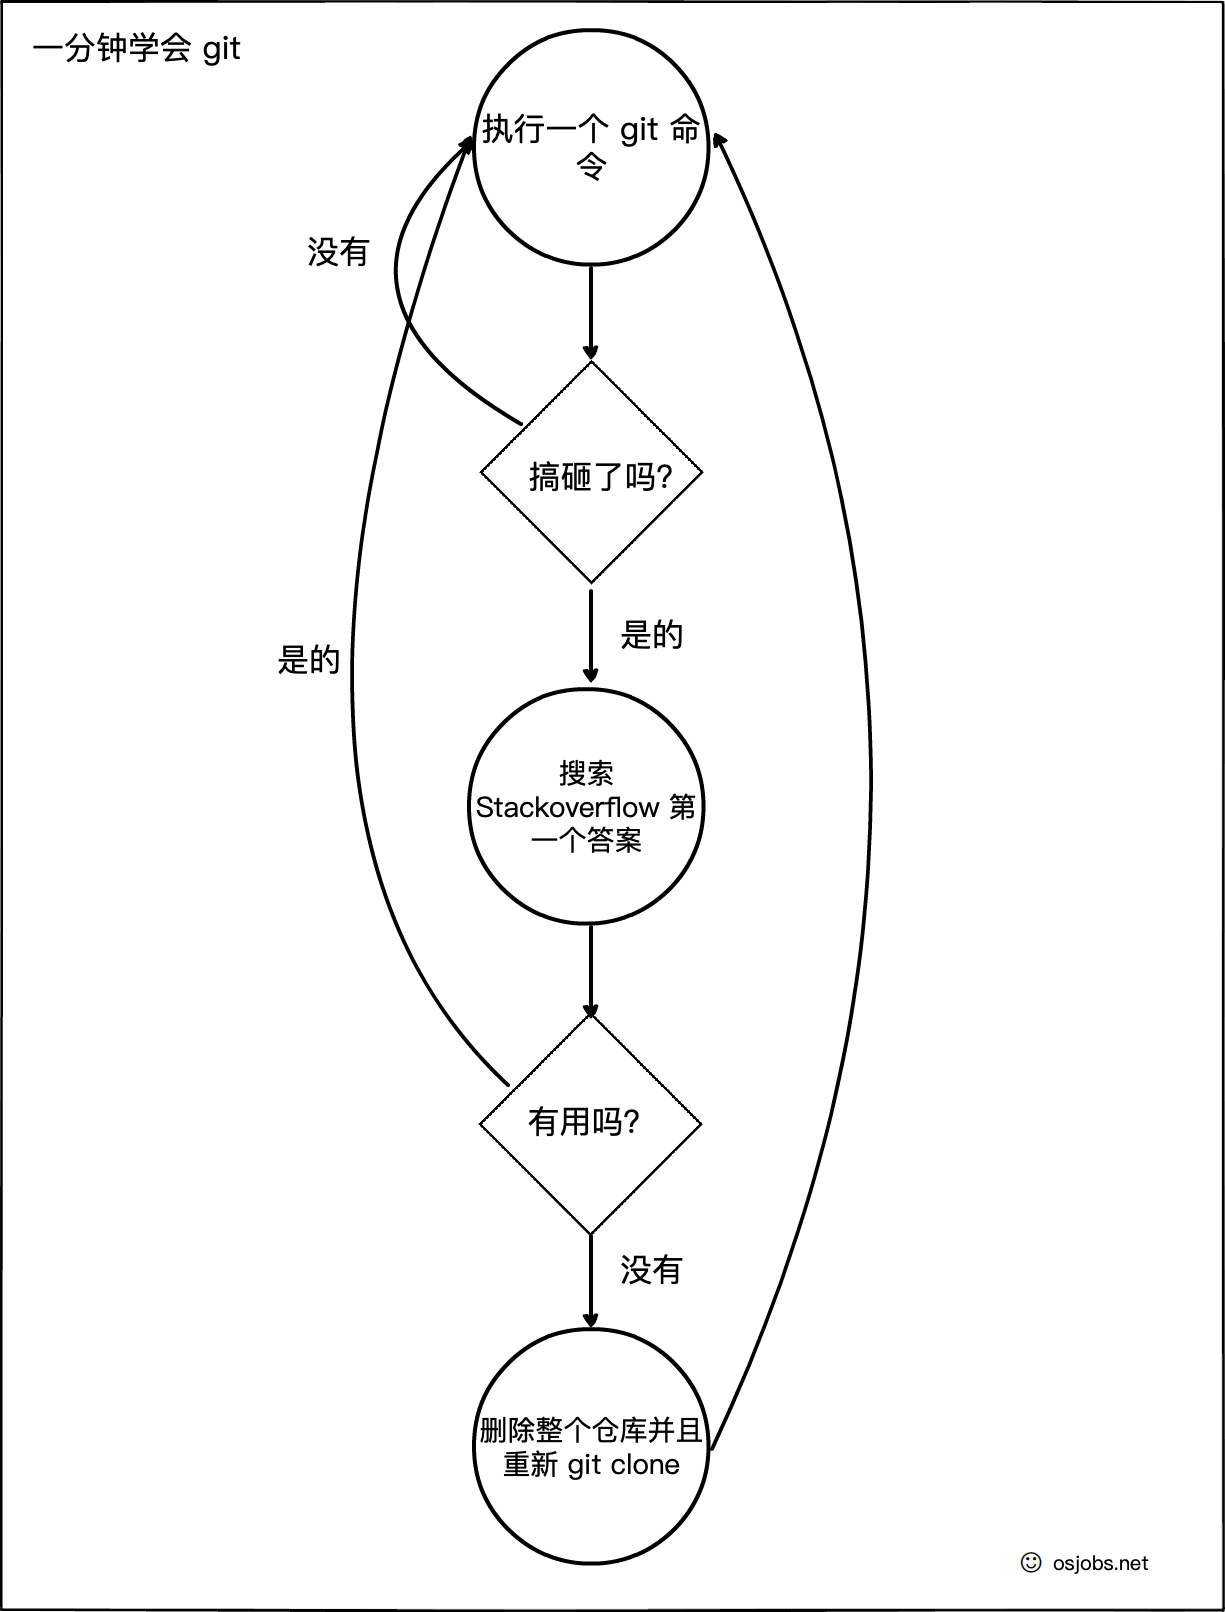 一分钟学会 git
执行一个 git 命
令
没有
搞砸了吗?
是的
是的
搜索
Stackoverflow 第
一个答案
有用吗?
没有
删除整个仓库并且
重新 git clone
osjobs.net